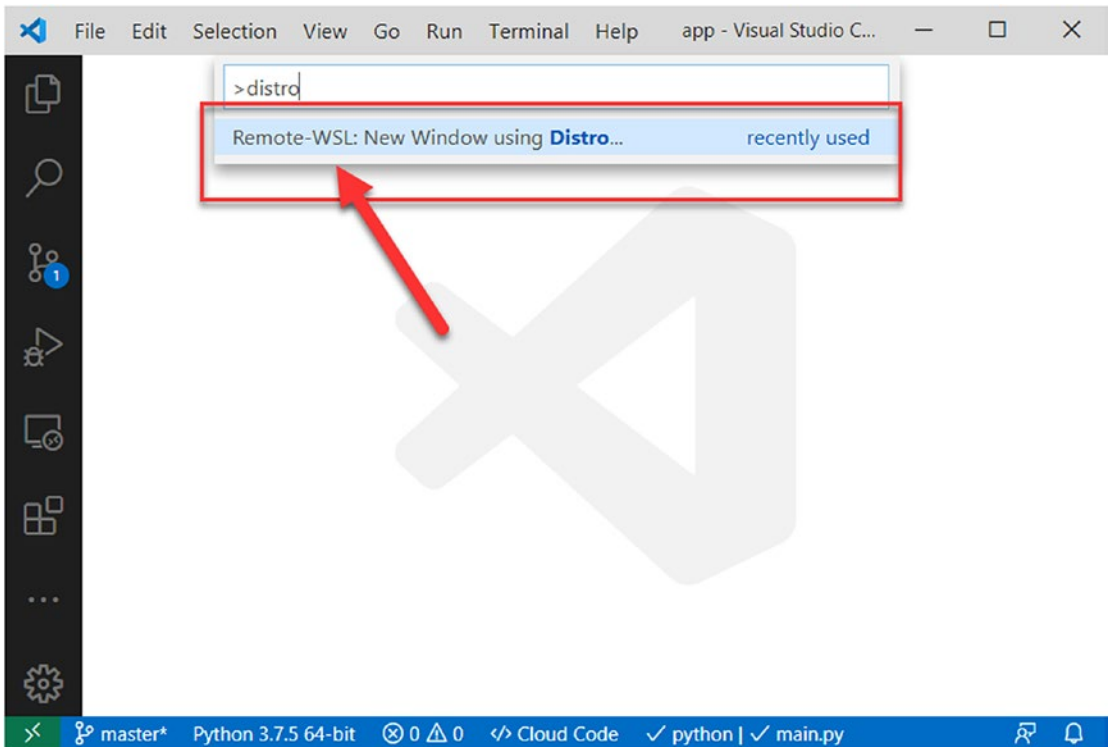 File Edit Selection View Go Run Terminal Help app - Visual Studio C...
>distro
Remote-WSL: New Window using Distro... recently used
1
master* Python 3.7.5 64-bit 0 0 Cloud Code python | main.py